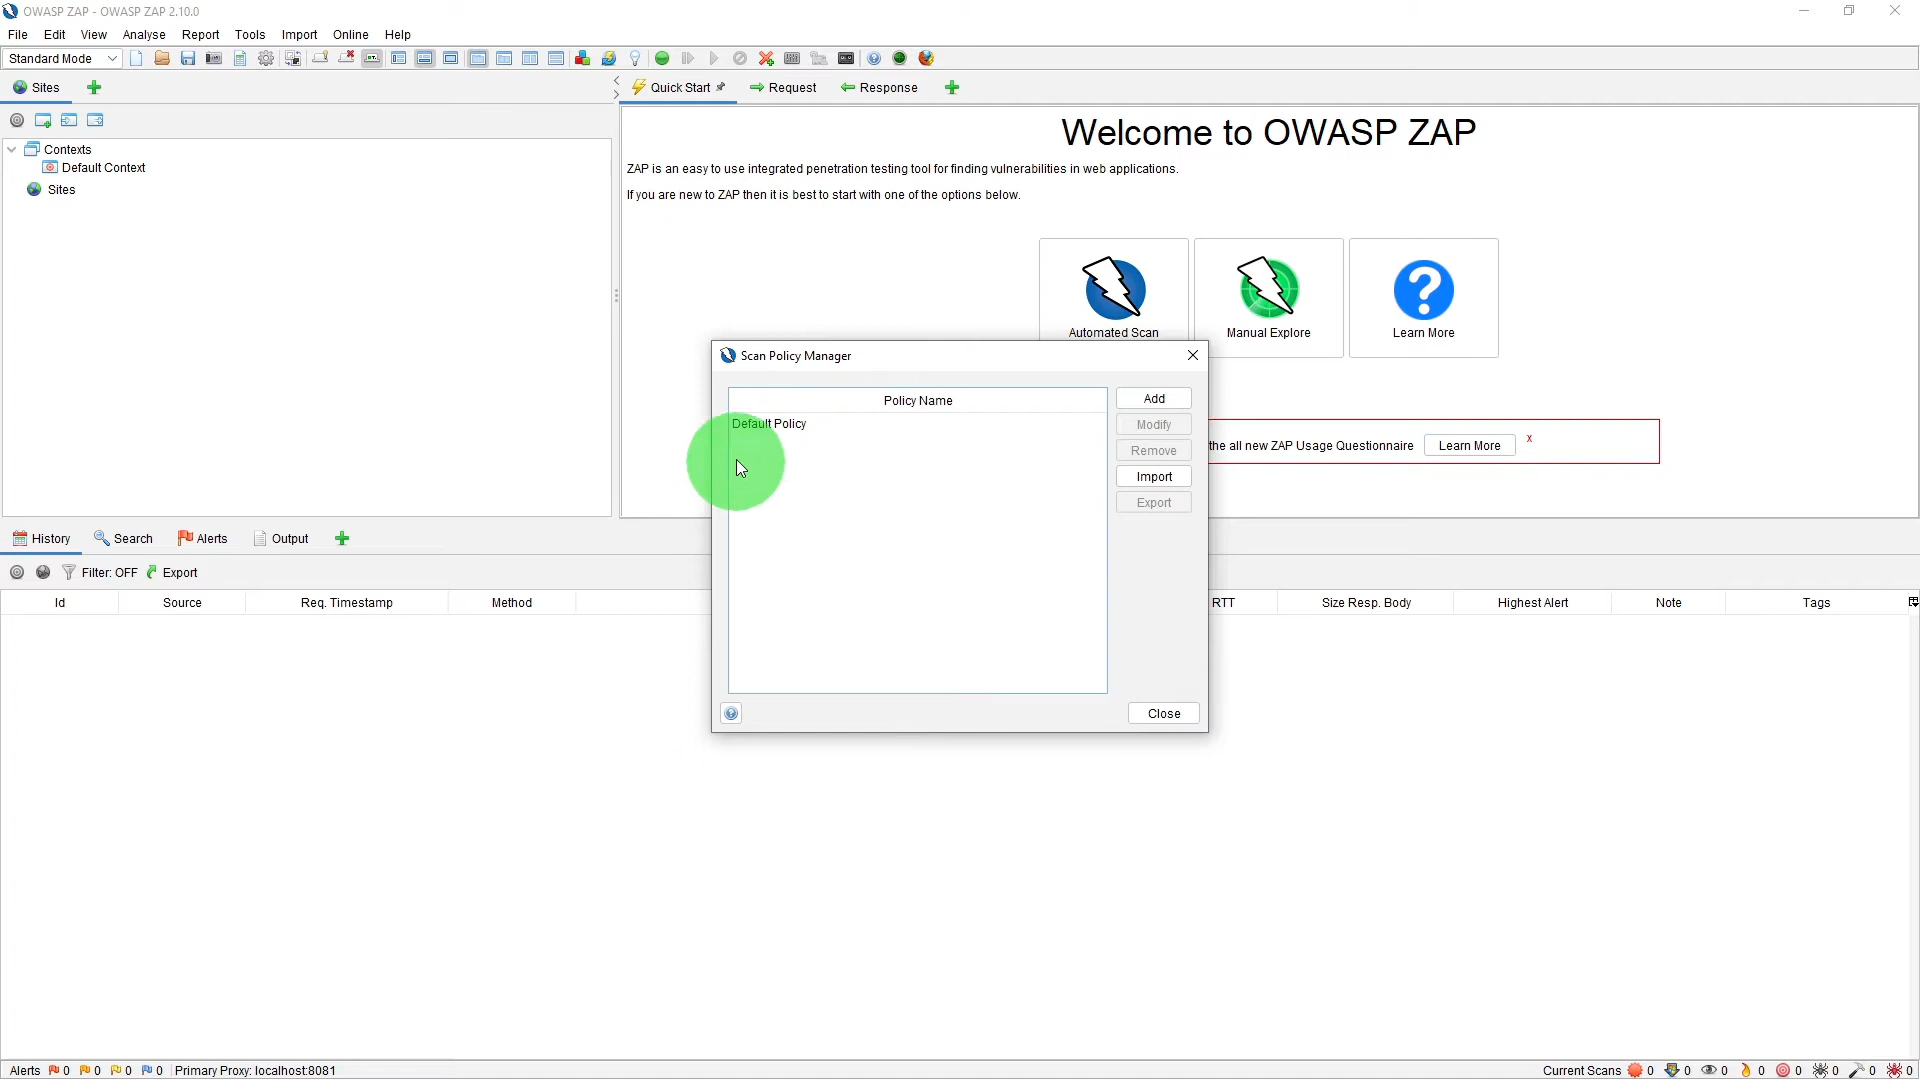 OWASP ZAP - OWASP ZAP 2.10.0
File Edit View Analyse Report Tools Import Online Help
Standard Mode
Sites
Quick Start Request Response
Contexts
Default Context
Sites
Welcome to OWASP ZAP
ZAP is an easy to use integrated penetration testing tool for finding vulnerabilities in web applications.
If you are new to ZAP then it is best to start with one of the options below.
Automated Scan Manual Explore Learn More
the all new ZAP Usage Questionnaire Learn More x
Scan Policy Manager
Policy Name
Default Policy
Add
Modify
Remove
Import
Export
Close
History Search Alerts Output
Filter: OFF Export
Id Source Req. Timestamp Method RTT Size Resp. Body Highest Alert Note Tags
Alerts 0 0 0 0 Primary Proxy: localhost:8081 Current Scans 0 0 0 0 0 0 0 0